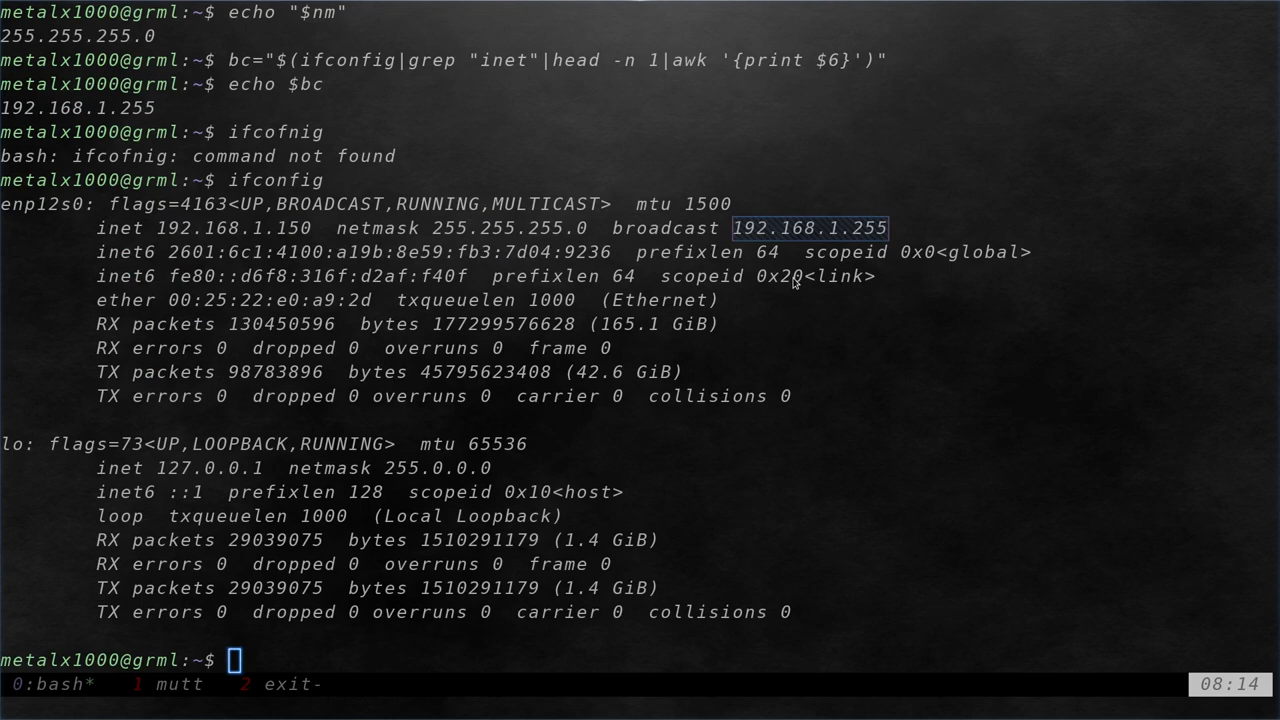 metalx1000@grml:~$ echo "$nm"
255.255.255.0
metalx1000@grml:~$ bc="$(ifconfig|grep "inet"|head -n 1|awk '{print $6}')"
metalx1000@grml:~$ echo $bc
192.168.1.255
metalx1000@grml:~$ ifcofnig
bash: ifcofnig: command not found
metalx1000@grml:~$ ifconfig
enp12s0: flags=4163<UP,BROADCAST,RUNNING,MULTICAST>  mtu 1500
        inet 192.168.1.150  netmask 255.255.255.0  broadcast 192.168.1.255
        inet6 2601:6c1:4100:a19b:8e59:fb3:7d04:9236  prefixlen 64  scopeid 0x0<global>
        inet6 fe80::d6f8:316f:d2af:f40f  prefixlen 64  scopeid 0x20<link>
        ether 00:25:22:e0:a9:2d  txqueuelen 1000  (Ethernet)
        RX packets 130450596  bytes 177299576628 (165.1 GiB)
        RX errors 0  dropped 0  overruns 0  frame 0
        TX packets 98783896  bytes 45795623408 (42.6 GiB)
        TX errors 0  dropped 0 overruns 0  carrier 0  collisions 0

lo: flags=73<UP,LOOPBACK,RUNNING>  mtu 65536
        inet 127.0.0.1  netmask 255.0.0.0
        inet6 ::1  prefixlen 128  scopeid 0x10<host>
        loop  txqueuelen 1000  (Local Loopback)
        RX packets 29039075  bytes 1510291179 (1.4 GiB)
        RX errors 0  dropped 0  overruns 0  frame 0
        TX packets 29039075  bytes 1510291179 (1.4 GiB)
        TX errors 0  dropped 0 overruns 0  carrier 0  collisions 0

metalx1000@grml:~$
0:bash*   1 mutt   2 exit-   08:14